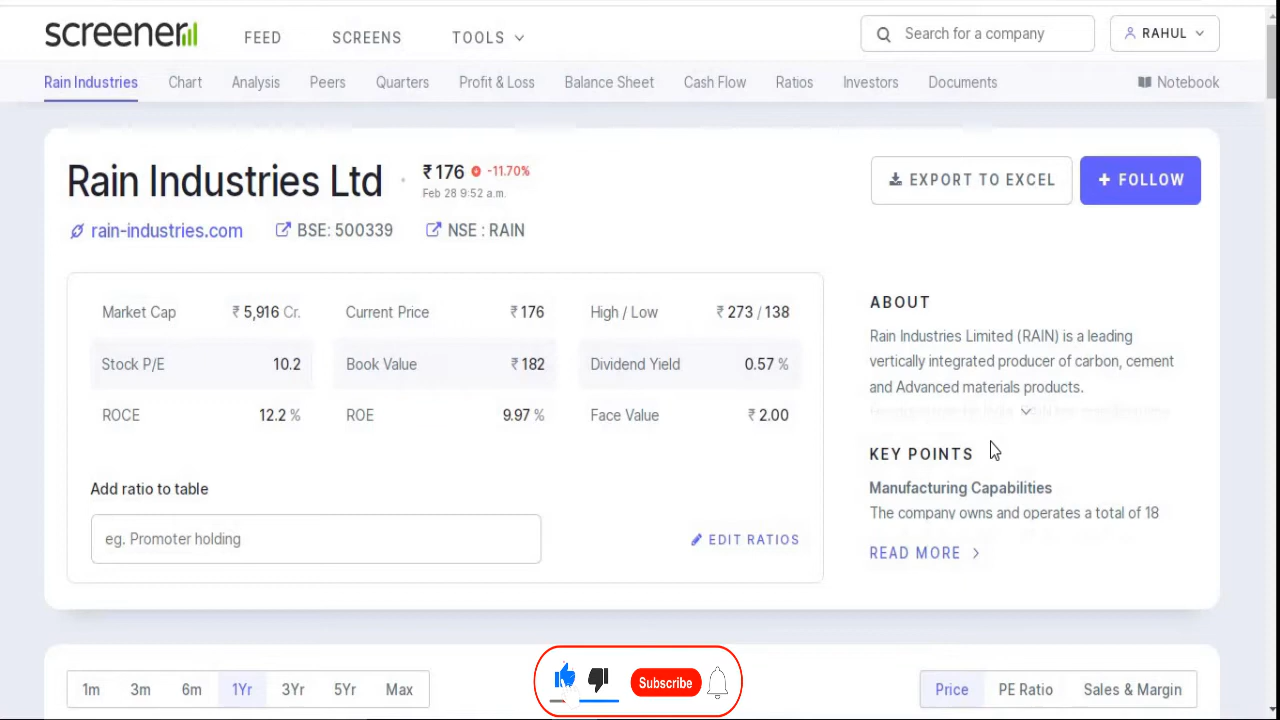 screener
FEED SCREENS TOOLS
Search for a company
RAHUL
Rain Industries Chart Analysis Peers Quarters Profit & Loss Balance Sheet Cash Flow Ratios Investors Documents Notebook
Rain Industries Ltd
₹ 176 -11.70%
Feb 28 9:52 a.m.
EXPORT TO EXCEL
+ FOLLOW
rain-industries.com BSE: 500339 NSE : RAIN
Market Cap ₹ 5,916 Cr. Current Price ₹ 176 High / Low ₹ 273 / 138
Stock P/E 10.2 Book Value ₹ 182 Dividend Yield 0.57 %
ROCE 12.2 % ROE 9.97 % Face Value ₹ 2.00
Add ratio to table
eg. Promoter holding
EDIT RATIOS
ABOUT
Rain Industries Limited (RAIN) is a leading
vertically integrated producer of carbon, cement
and Advanced materials products.
KEY POINTS
Manufacturing Capabilities
The company owns and operates a total of 18
READ MORE
1m 3m 6m 1Yr 3Yr 5Yr Max
Subscribe
Price PE Ratio Sales & Margin